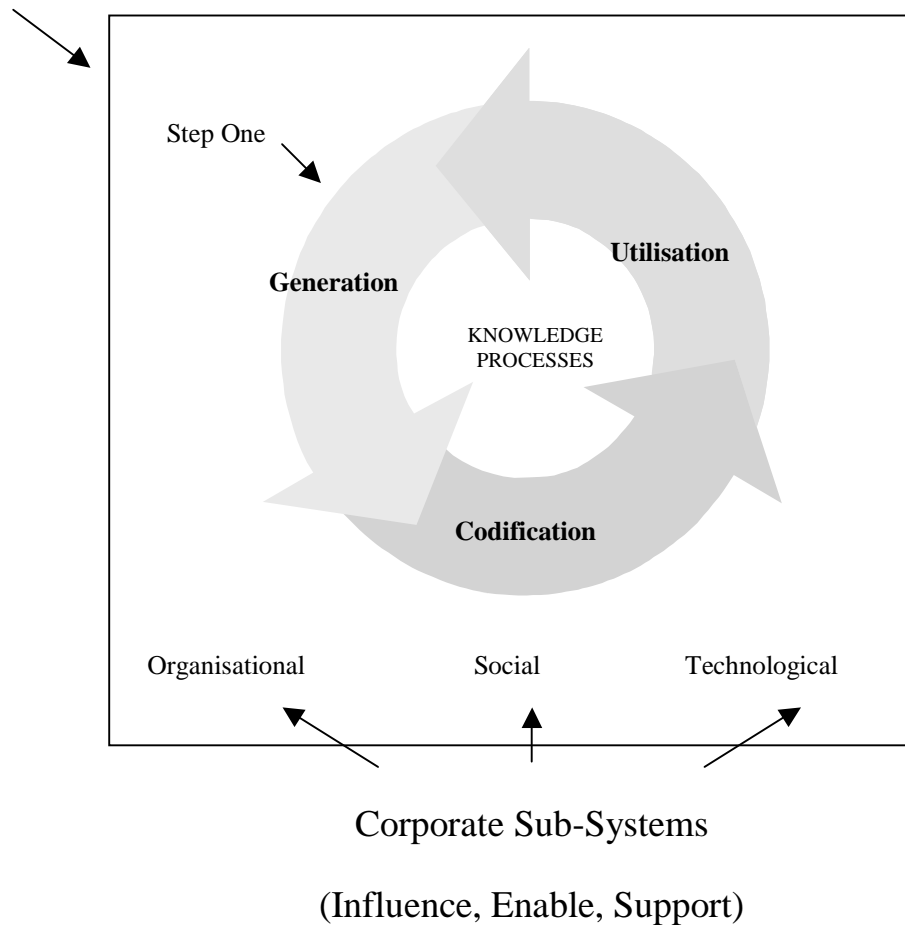 Step One
Utilisation
Generation
KNOWLEDGE
PROCESSES
Codification
Organisational Social Technological
Corporate Sub-Systems
(Influence, Enable, Support)